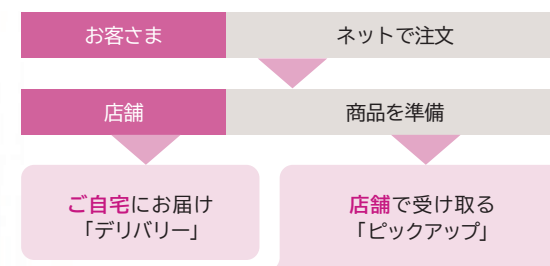 お客さま
ネットで注文
店舗
商品を準備
ご自宅にお届け
「デリバリー」
店舗で受け取る
「ピックアップ」